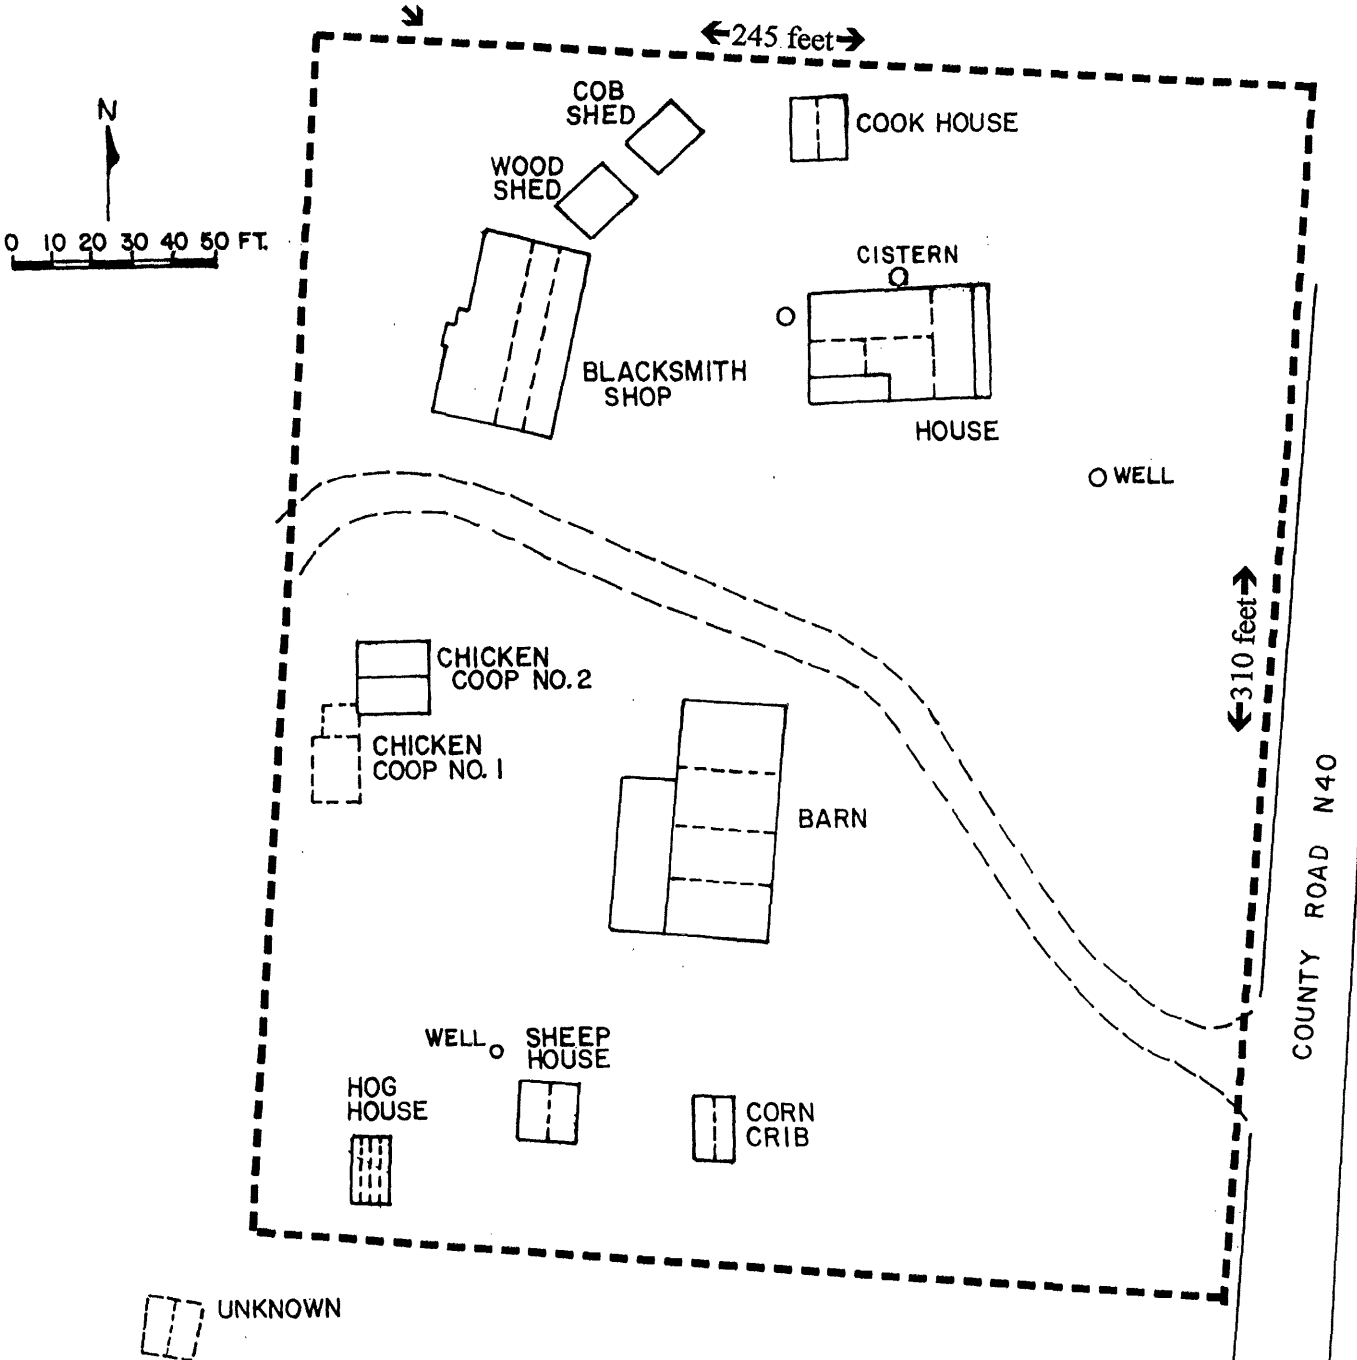 245 feet
COB
SHED
COOK HOUSE
N
WOOD
SHED
0 10 20 30 40 50 FT.
CISTERN
BLACKSMITH
SHOP
HOUSE
WELL
310 feet
CHICKEN
COOP NO. 2
CHICKEN
COOP NO. 1
BARN
COUNTY ROAD N40
WELL
SHEEP
HOUSE
HOG
HOUSE
CORN
CRIB
UNKNOWN